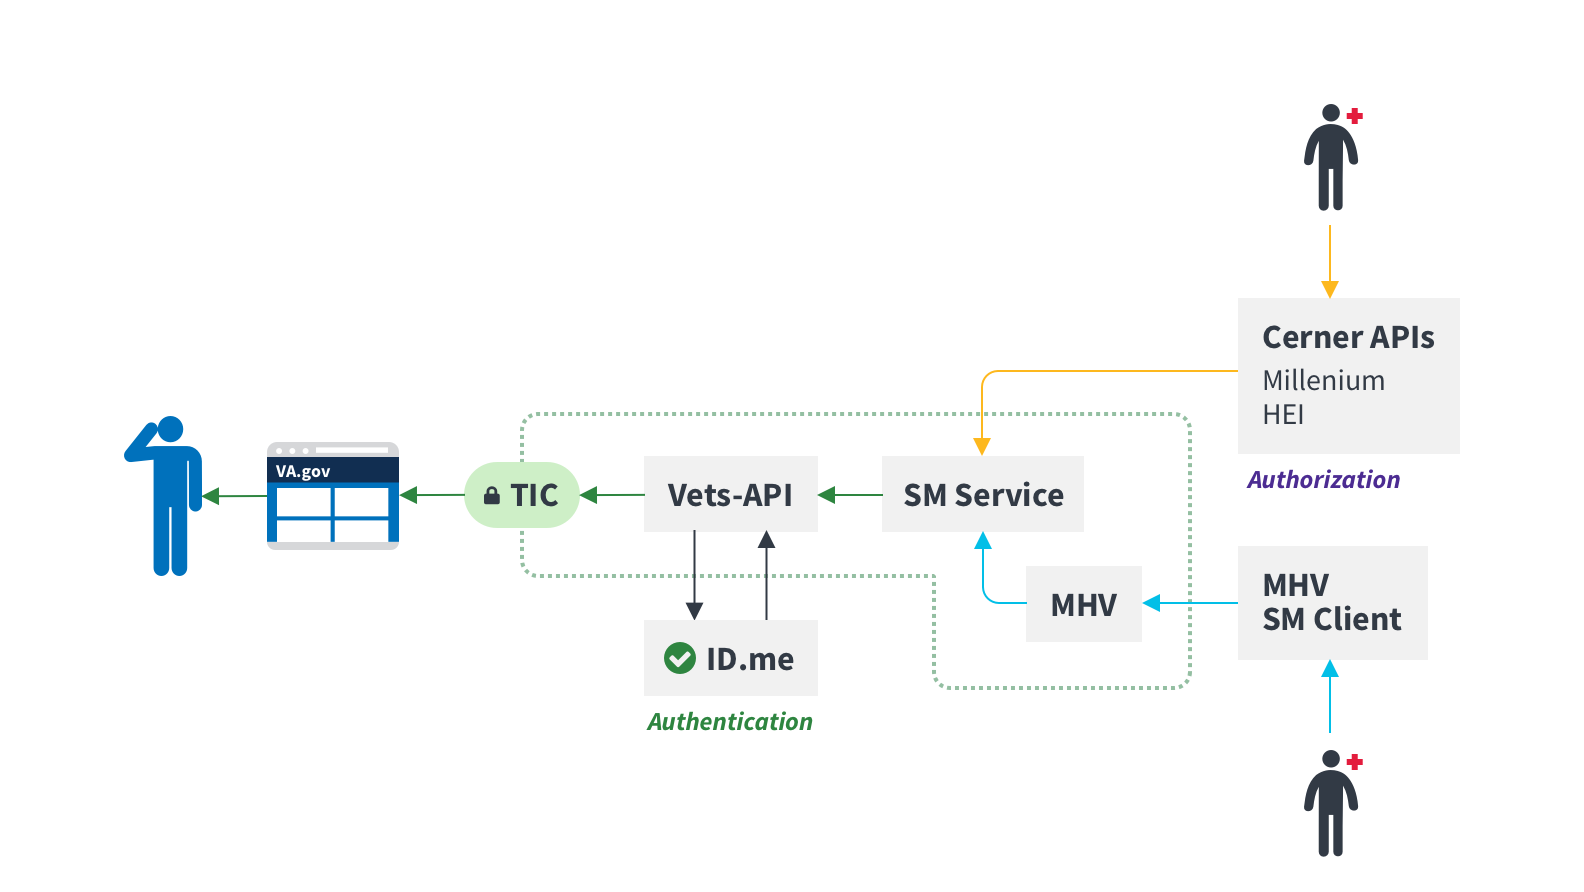 Cerner APIs
Millenium
HEI
Authorization
VA.gov
TIC
Vets-API
SM Service
MHV
MHV
SM Client
ID.me
Authentication